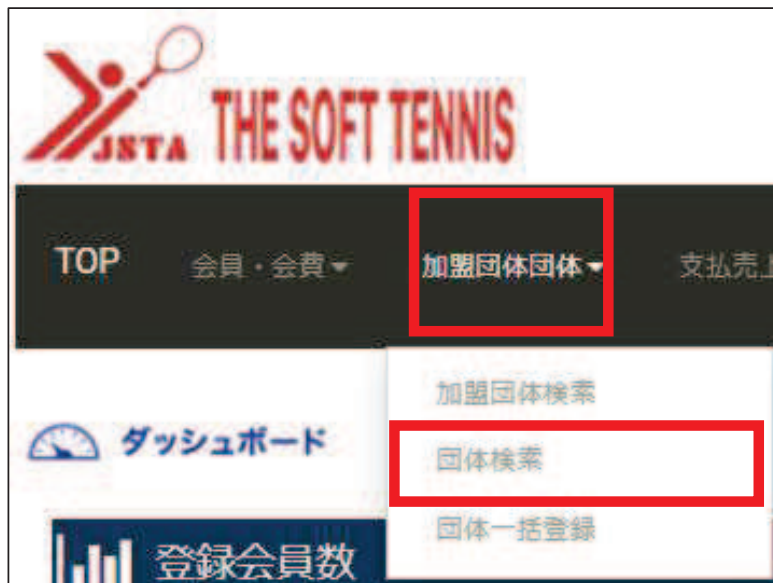 JSTA THE SOFT TENNIS
TOP 会員・会費 加盟団体団体 支払売上
加盟団体検索
ダッシュボード
団体検索
団体一括登録
登録会員数